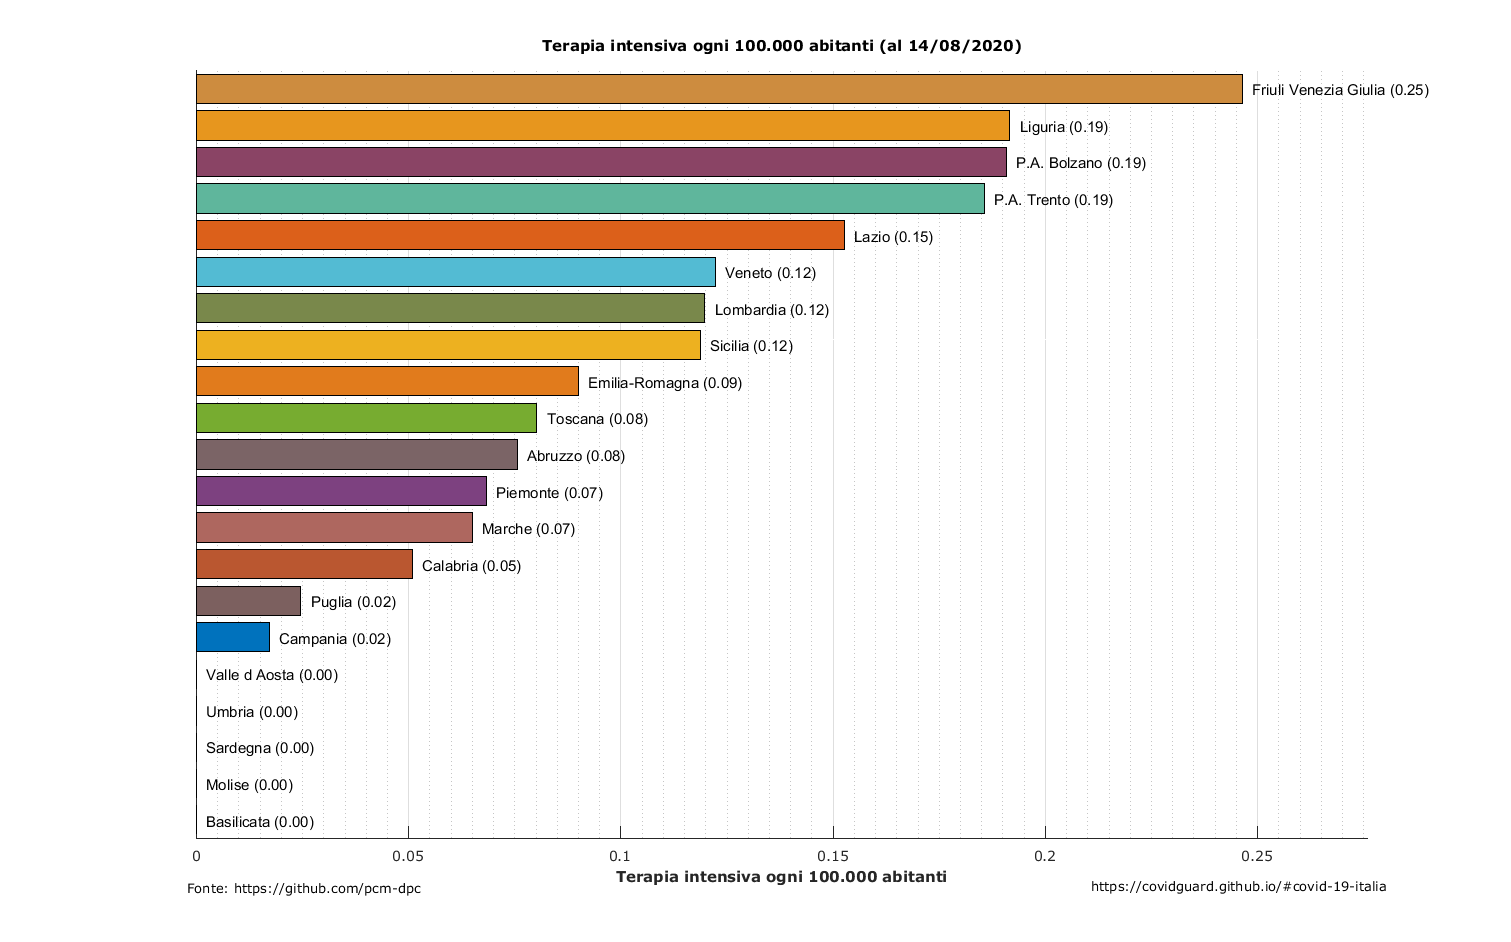 Terapia intensiva ogni 100.000 abitanti (al 14/08/2020)
Friuli Venezia Giulia (0.25)
Liguria (0.19)
P.A. Bolzano (0.19)
P.A. Trento (0.19)
Lazio (0.15)
Veneto (0.12)
Lombardia (0.12)
Sicilia (0.12)
Emilia-Romagna (0.09)
Toscana (0.08)
Abruzzo (0.08)
Piemonte (0.07)
Marche (0.07)
Calabria (0.05)
Puglia (0.02)
Campania (0.02)
Valle d Aosta (0.00)
Umbria (0.00)
Sardegna (0.00)
Molise (0.00)
Basilicata (0.00)
0 0.05 0.1 0.15 0.2 0.25
Terapia intensiva ogni 100.000 abitanti
Fonte: https://github.com/pcm-dpc
https://covidguard.github.io/#covid-19-italia